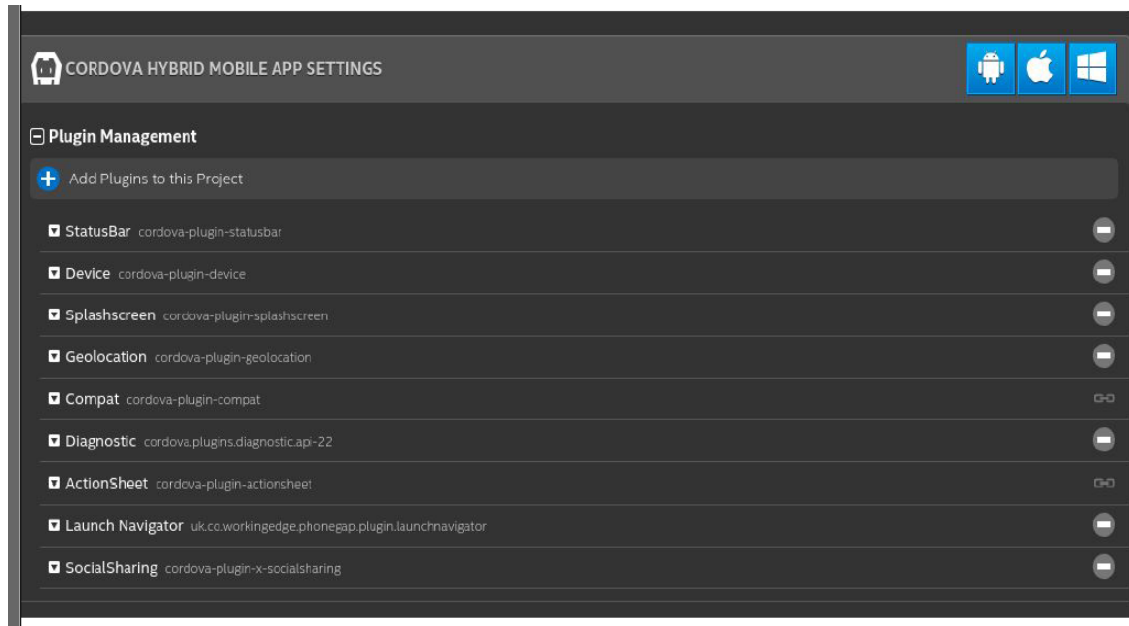 CORDOVA HYBRID MOBILE APP SETTINGS
Plugin Management
Add Plugins to this Project
StatusBar cordova-plugin-statusbar
Device cordova-plugin-device
Splashscreen cordova-plugin-splashscreen
Geolocation cordova-plugin-geolocation
Compat cordova-plugin-compat
Diagnostic cordova.plugins.diagnostic.api-22
ActionSheet cordova-plugin-actionsheet
Launch Navigator uk.co.workingedge.phonegap.plugin.launchnavigator
SocialSharing cordova-plugin-x-socialsharing